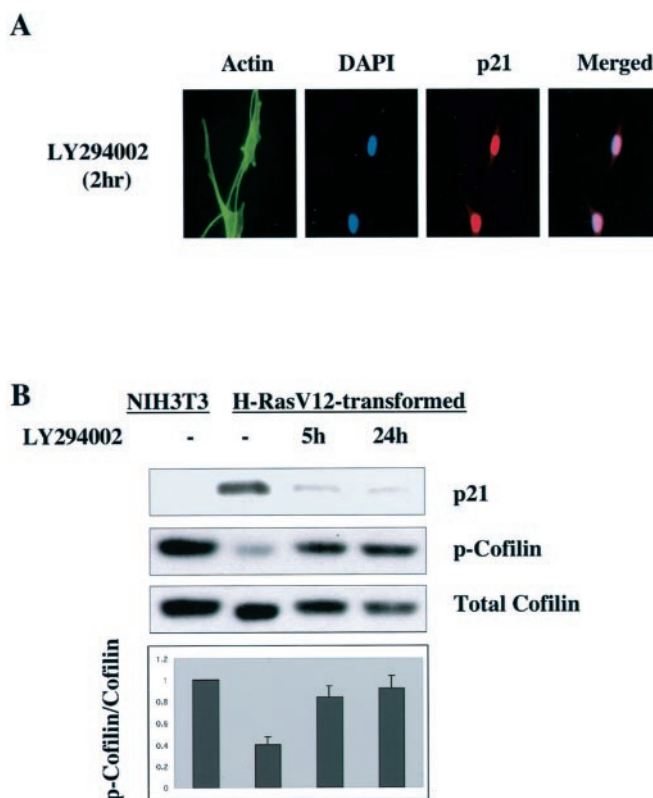 A
Actin DAPI p21 Merged
LY294002
(2hr)
B
NIH3T3 H-RasV12-transformed
LY294002 - - 5h 24h
p21
p-Cofilin
Total Cofilin
p-Cofilin/Cofilin
1.2
1
0.8
0.6
0.4
0.2
0